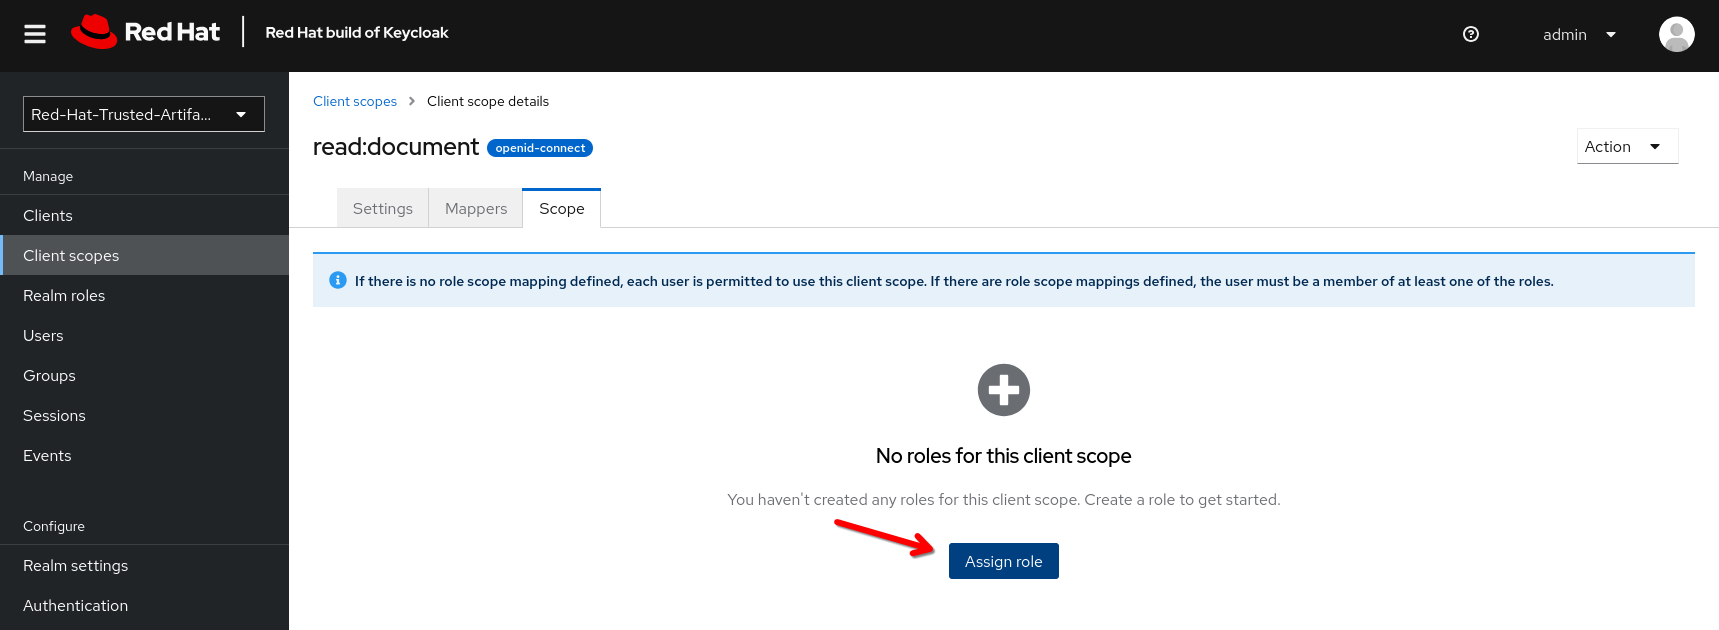 Red Hat
Red Hat build of Keycloak
admin
Red-Hat-Trusted-Artifa...
Manage
Clients
Client scopes
Realm roles
Users
Groups
Sessions
Events
Configure
Realm settings
Authentication
Client scopes > Client scope details
read:document openid-connect
Action
Settings Mappers Scope
If there is no role scope mapping defined, each user is permitted to use this client scope. If there are role scope mappings defined, the user must be a member of at least one of the roles.
No roles for this client scope
You haven't created any roles for this client scope. Create a role to get started.
Assign role